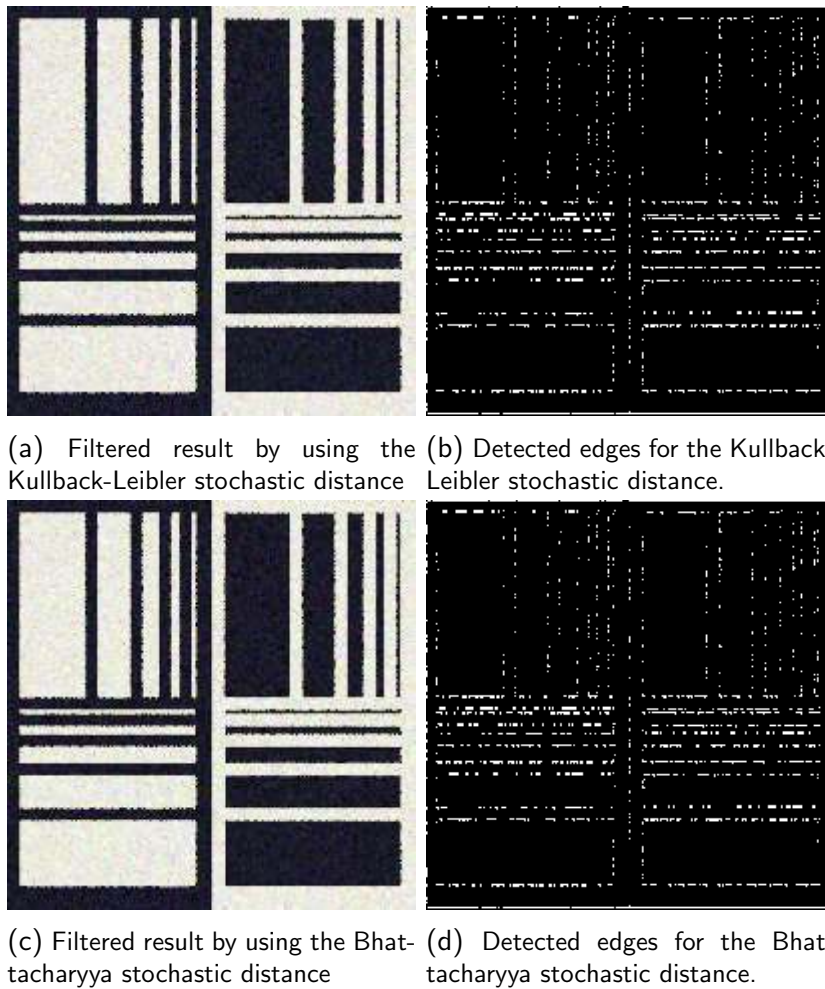 (a) Filtered result by using the
Kullback-Leibler stochastic distance
(b) Detected edges for the Kullback
Leibler stochastic distance.
(c) Filtered result by using the Bhat-
tacharyya stochastic distance
(d) Detected edges for the Bhat
tacharyya stochastic distance.